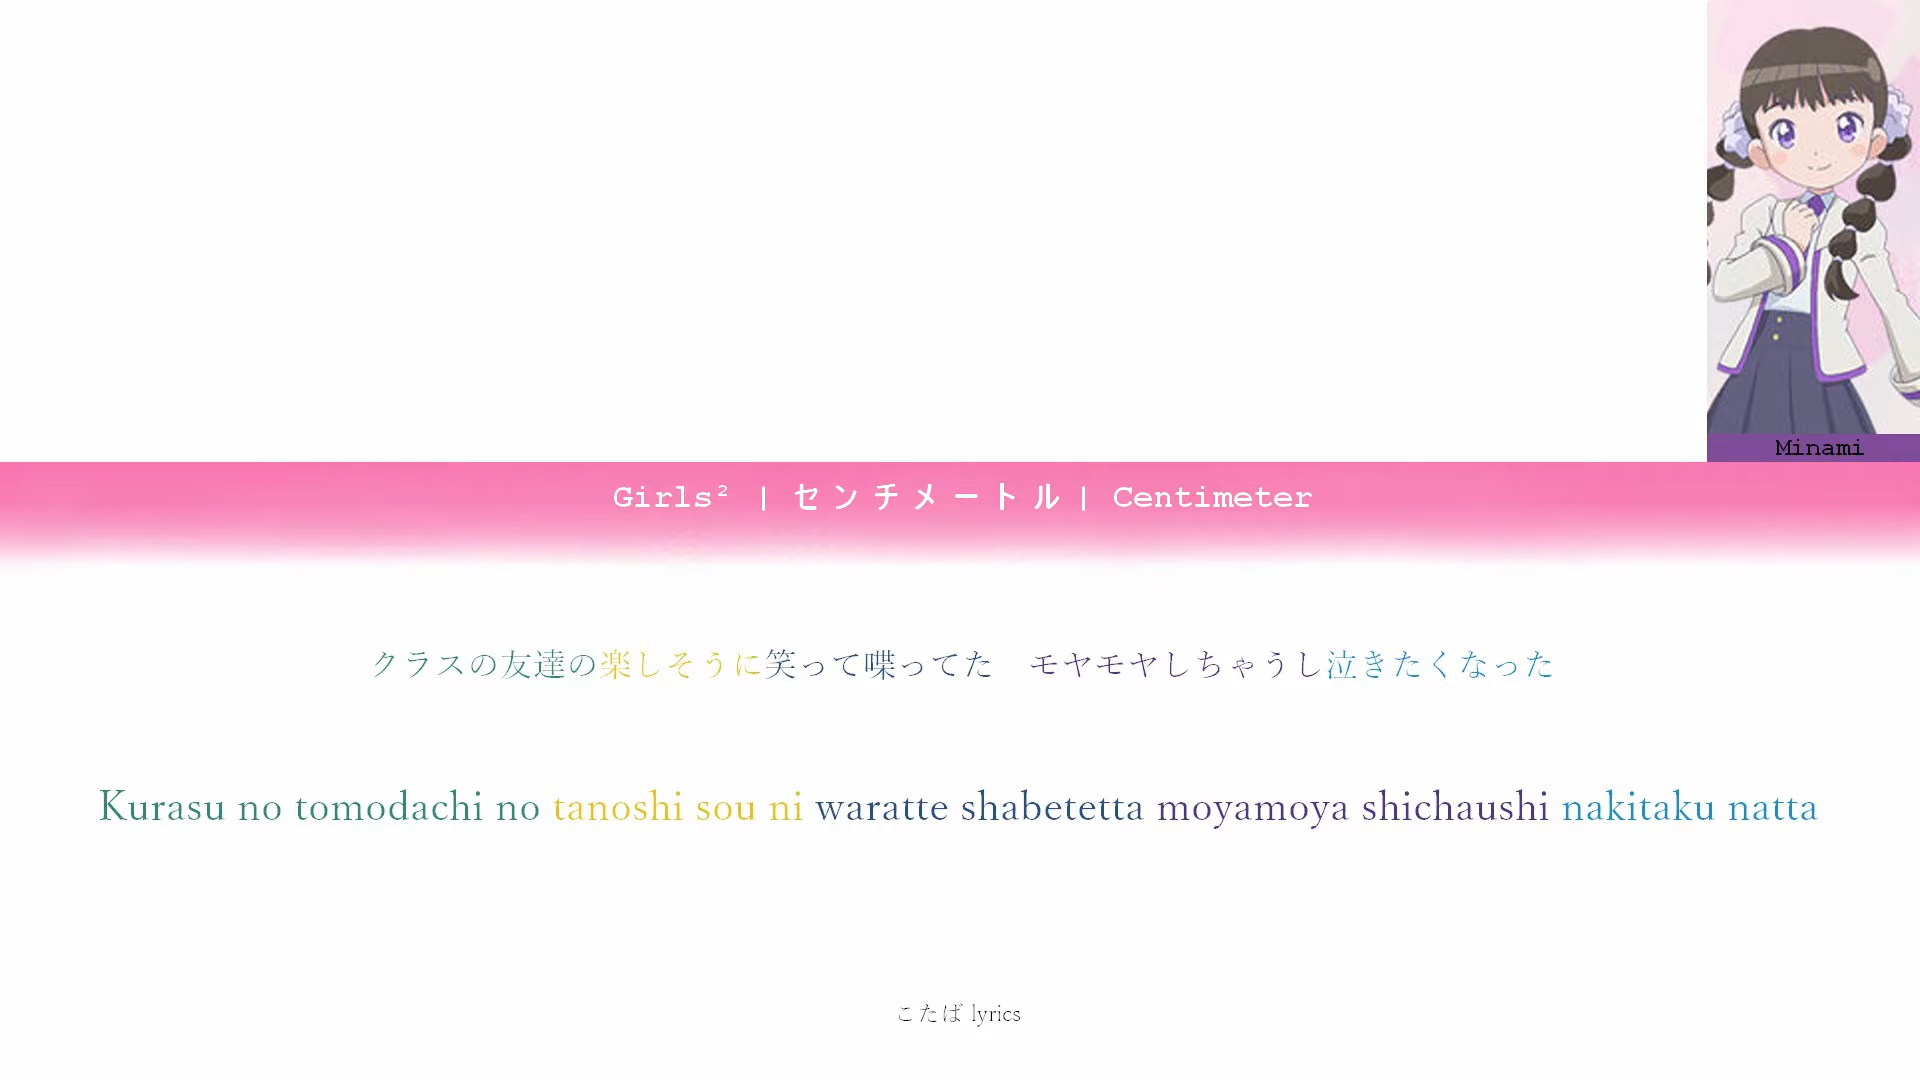 Minami
Girls² | センチメートル | Centimeter
クラスの友達の楽しそうに笑って喋ってた　モヤモヤしちゃうし泣きたくなった
Kurasu no tomodachi no tanoshi sou ni waratte shabetetta moyamoya shichaushi nakitaku natta
こたば lyrics